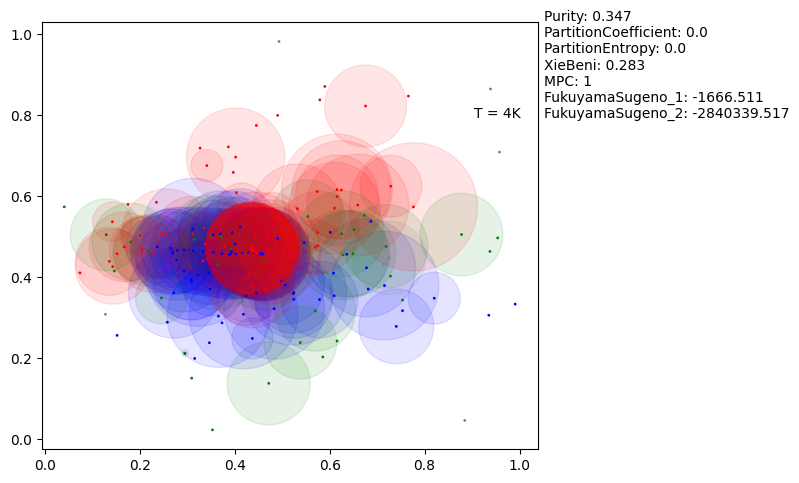 Purity: 0.347
PartitionCoefficient: 0.0
PartitionEntropy: 0.0
XieBeni: 0.283
MPC: 1
FukuyamaSugeno_1: -1666.511
FukuyamaSugeno_2: -2840339.517
T = 4K
1.0
0.8
0.6
0.4
0.2
0.0
0.0 0.2 0.4 0.6 0.8 1.0